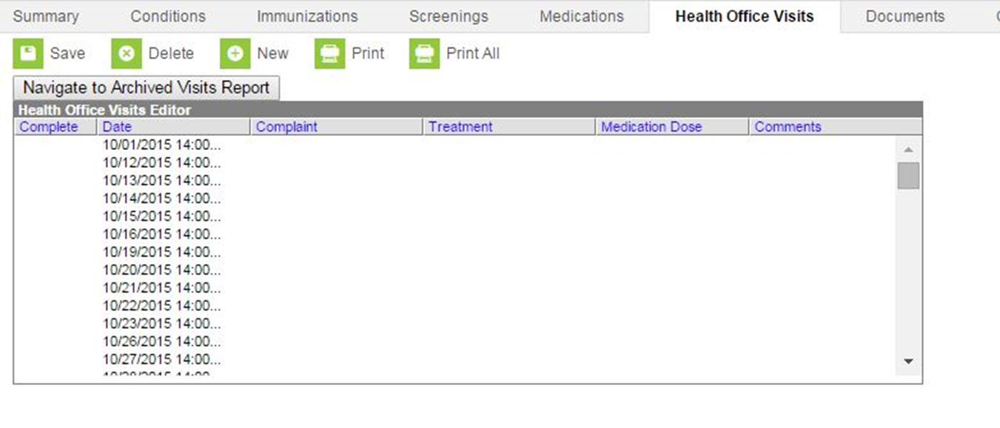 Summary Conditions Immunizations Screenings Medications Health Office Visits Documents
Save Delete New Print Print All
Navigate to Archived Visits Report
Health Office Visits Editor
Complete Date Complaint Treatment Medication Dose Comments
10/01/2015 14:00...
10/12/2015 14:00...
10/13/2015 14:00...
10/14/2015 14:00...
10/15/2015 14:00...
10/16/2015 14:00...
10/19/2015 14:00...
10/20/2015 14:00...
10/21/2015 14:00...
10/22/2015 14:00...
10/23/2015 14:00...
10/26/2015 14:00...
10/27/2015 14:00...